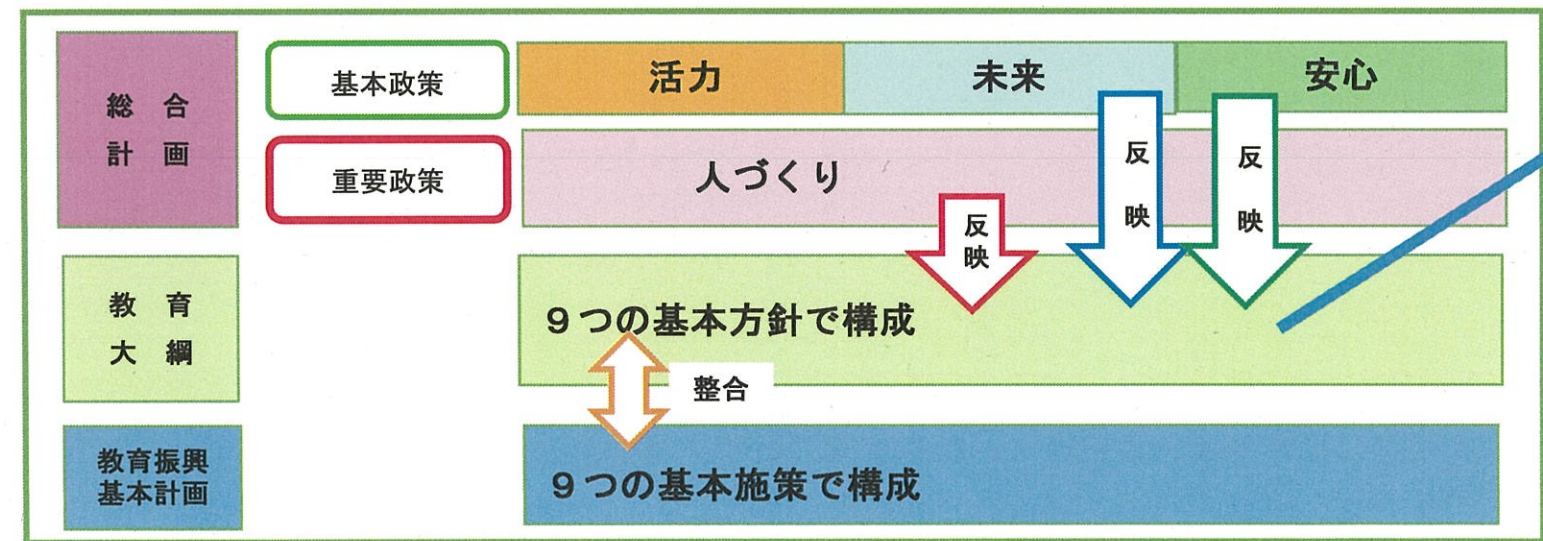 総 合
計 画
基本政策
活力
未来
安心
重要政策
人づくり
反映
反映
反映
教 育
大 綱
9つの基本方針で構成
整合
教育振興
基本計画
9つの基本施策で構成